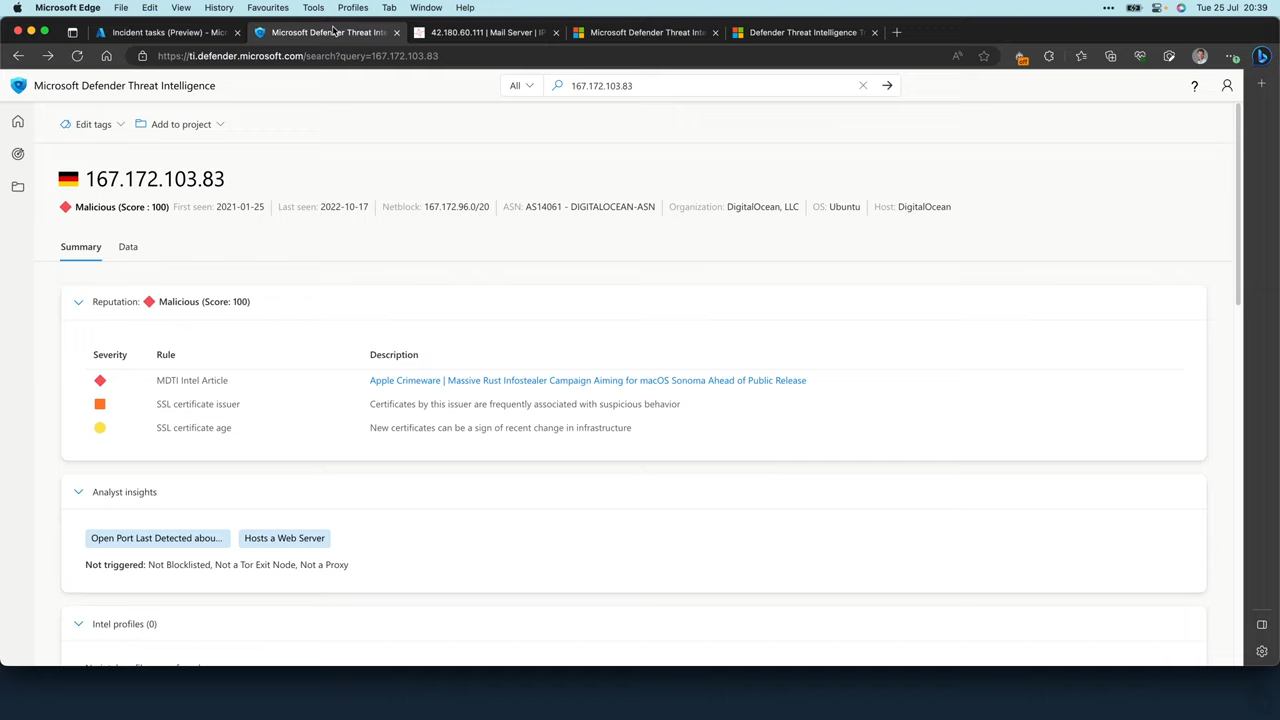 Microsoft Edge File Edit View History Favourites Tools Profiles Tab Window Help Tue 25 Jul 20:39
Incident tasks (Preview) - Micr Microsoft Defender Threat Inte 42.180.60.111 | Mail Server | IP Microsoft Defender Threat Int Defender Threat Intelligence T
https://ti.defender.microsoft.com/search?query=167.172.103.83
Microsoft Defender Threat Intelligence All 167.172.103.83 ?
Edit tags Add to project
167.172.103.83
Malicious (Score : 100) First seen: 2021-01-25 Last seen: 2022-10-17 Netblock: 167.172.96.0/20 ASN: AS14061 - DIGITALOCEAN-ASN Organization: DigitalOcean, LLC OS: Ubuntu Host: DigitalOcean
Summary Data
Reputation: Malicious (Score: 100)
Severity Rule Description
MDTI Intel Article Apple Crimeware | Massive Rust Infostealer Campaign Aiming for macOS Sonoma Ahead of Public Release
SSL certificate issuer Certificates by this issuer are frequently associated with suspicious behavior
SSL certificate age New certificates can be a sign of recent change in infrastructure
Analyst insights
Open Port Last Detected abou... Hosts a Web Server
Not triggered: Not Blocklisted, Not a Tor Exit Node, Not a Proxy
Intel profiles (0)